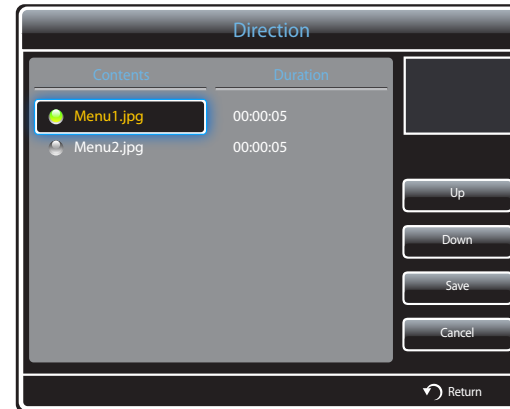 Direction
Contents Duration
Menu1.jpg 00:00:05
Menu2.jpg 00:00:05
Up
Down
Save
Cancel
Return